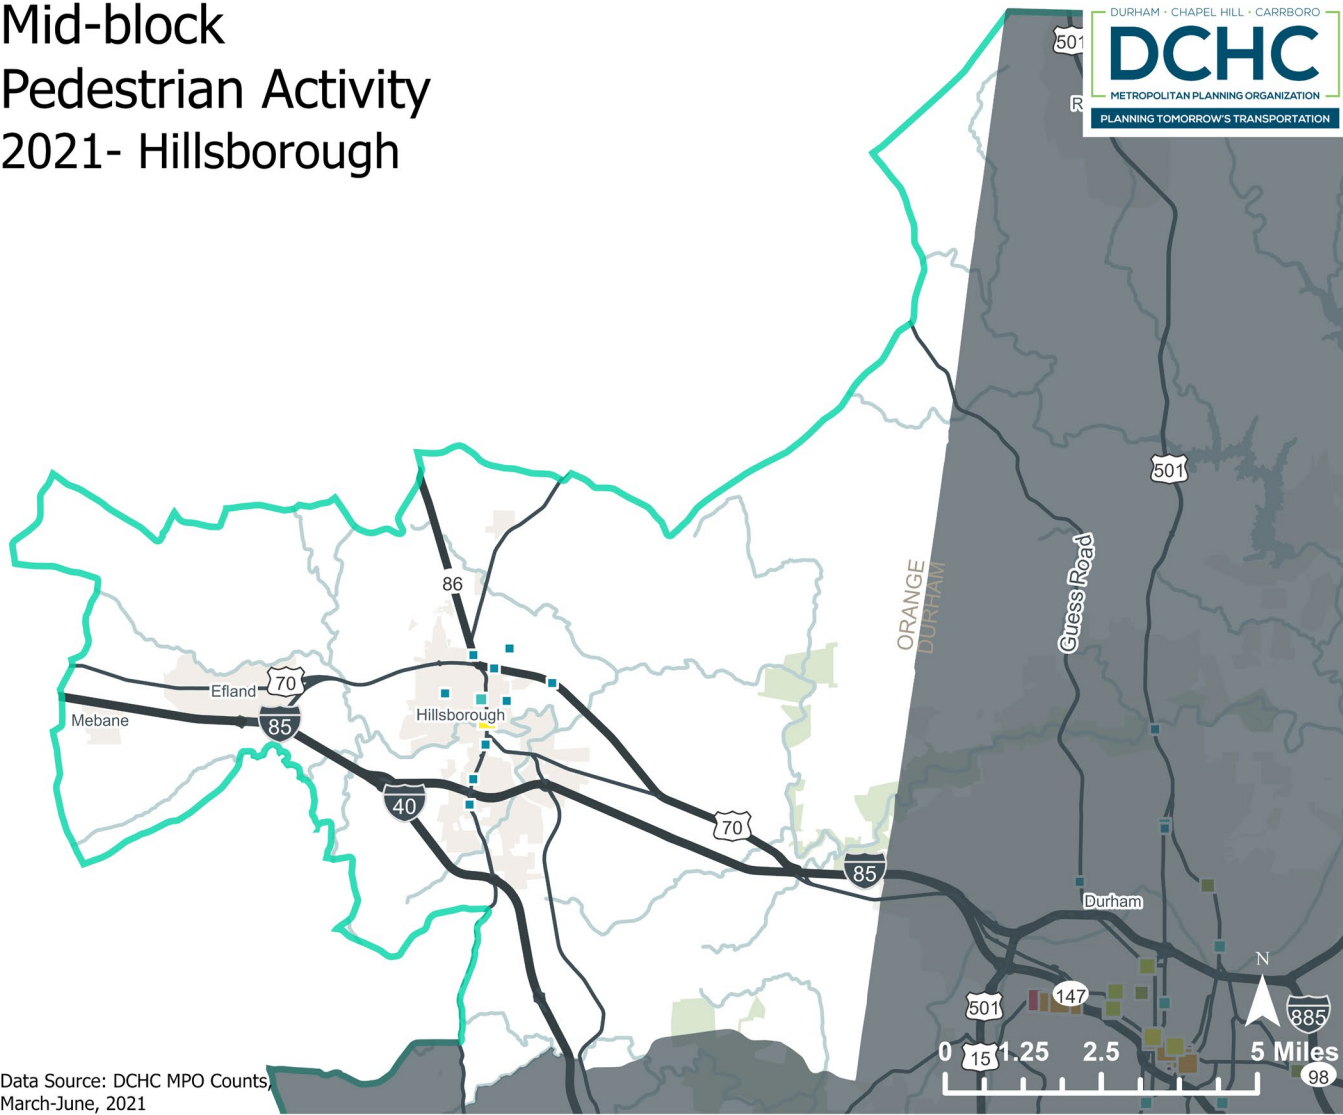 Mid-block
Pedestrian Activity
2021- Hillsborough
DURHAM · CHAPEL HILL · CARRBORO
DCHC
METROPOLITAN PLANNING ORGANIZATION
PLANNING TOMORROW'S TRANSPORTATION
501
R
501
86
ORANGE
DURHAM
Guess Road
Efland
70
Mebane
85
Hillsborough
40
70
85
Durham
N
147
501
885
0
15
1.25
2.5
5 Miles
98
Data Source: DCHC MPO Counts,
March-June, 2021